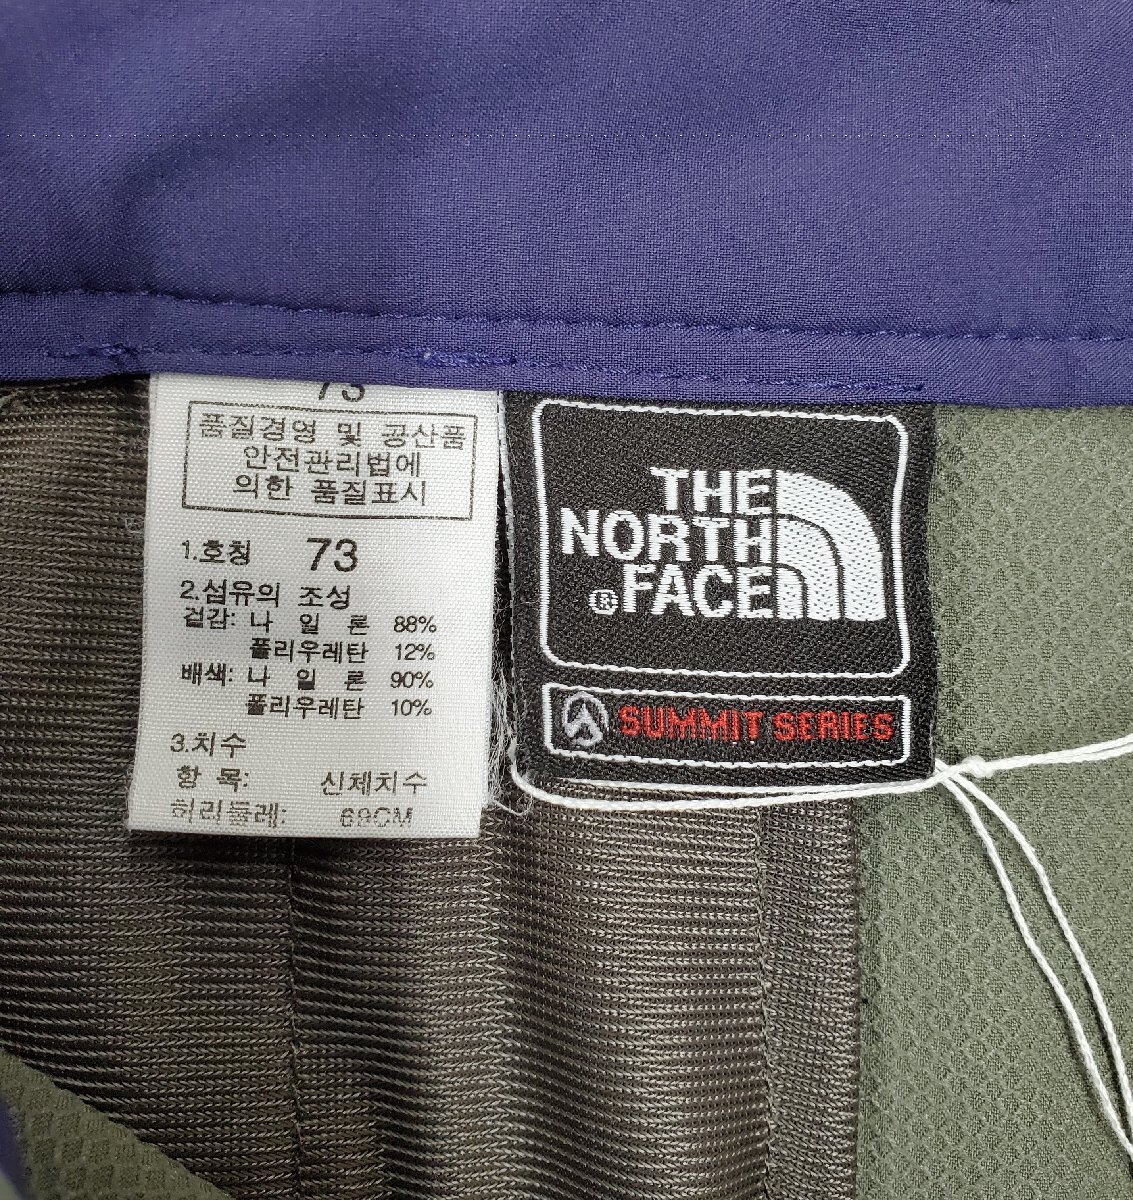 73
품질경영 및 공산품
안전관리법에
의한 품질표시
1.호칭 73
2.섬유의 조성
겉감: 나 일 론 88%
폴리우레탄 12%
배색: 나 일 론 90%
폴리우레탄 10%
3.치수
항 목: 신체치수
허리둘레: 69CM
THE
NORTH
® FACE
SUMMIT SERIES